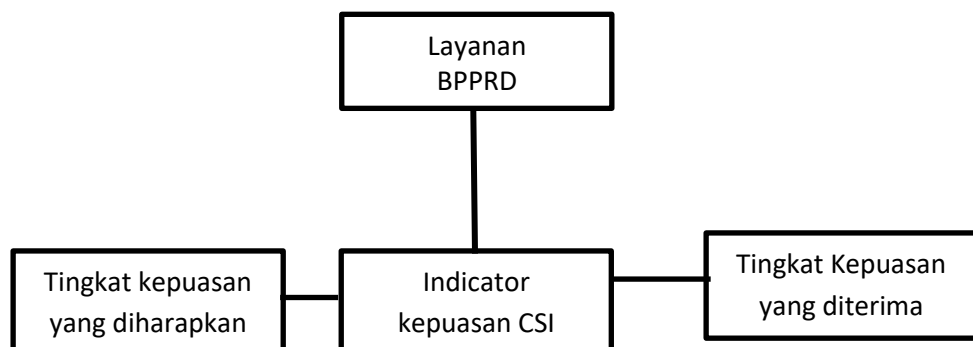 Layanan
BPPRD
Tingkat kepuasan
yang diharapkan
Indicator
kepuasan CSI
Tingkat Kepuasan
yang diterima